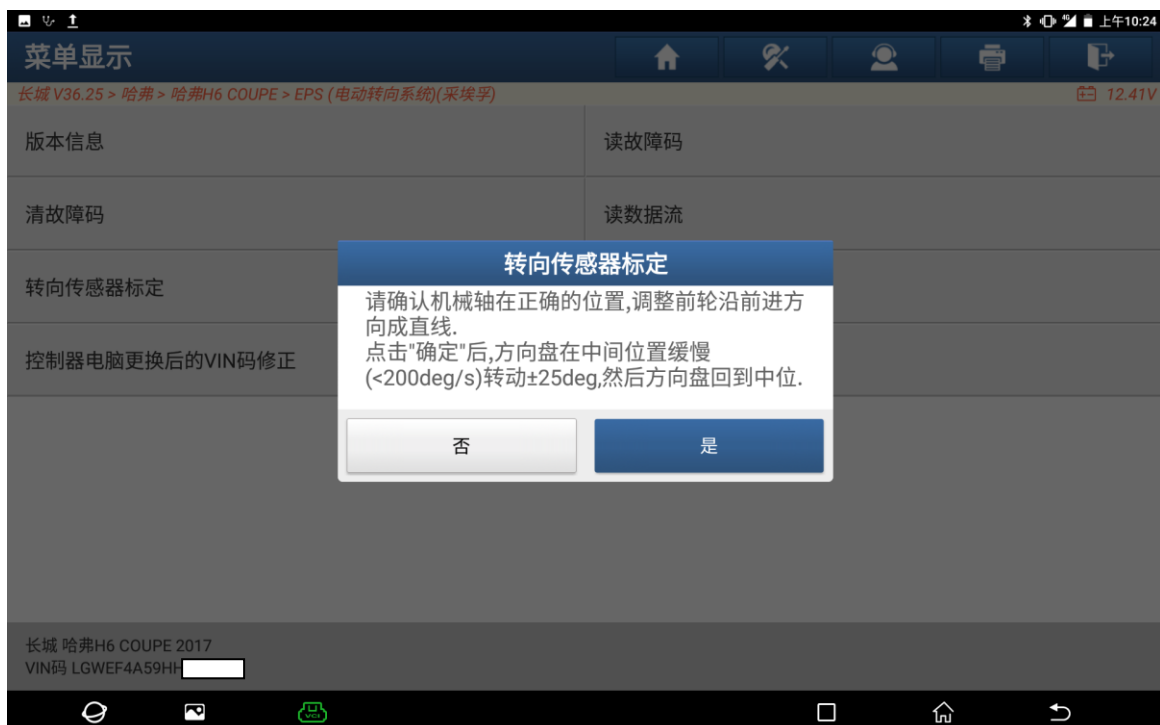 4G
上午10:24
菜单显示
长城 V36.25 > 哈弗 > 哈弗H6 COUPE > EPS (电动转向系统)(采埃孚)
12.41V
版本信息
读故障码
清故障码
读数据流
转向传感器标定
控制器电脑更换后的VIN码修正
转向传感器标定
请确认机械轴在正确的位置,调整前轮沿前进方
向成直线.
点击"确定"后,方向盘在中间位置缓慢
(<200deg/s)转动±25deg,然后方向盘回到中位.
否
是
长城 哈弗H6 COUPE 2017
VIN码 LGWEF4A59HH
VCI